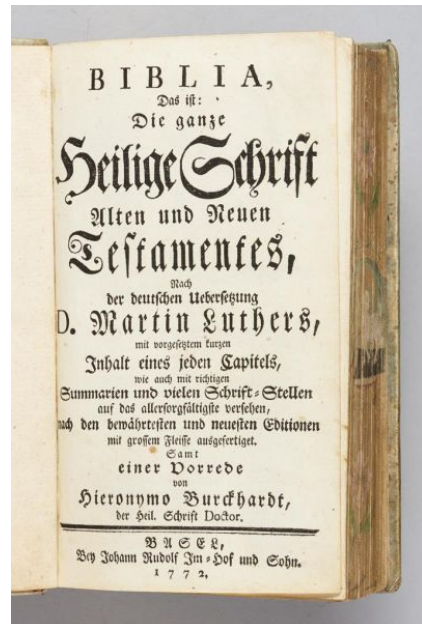 BIBLIA,
Das ist:
Die ganze
Heilige Schrift
Alten und Neuen
Testamentes,
Nach
der deutschen Uebersetzung
D. Martin Luthers,
mit vorgesetztem kurzen
Inhalt eines jeden Capitels,
wie auch mit richtigen
Summarien und vielen Schrift-Stellen
auf das allersorgfältigste versehen,
nach den bewährtesten und neuesten Editionen
mit grossem Fleisse ausgefertiget.
Samt
einer Vorrede
von
Hieronymo Burckhardt,
der Heil. Schrift Doctor.
BASEL,
Bey Johann Rudolf Im-Hof und Sohn.
1772,